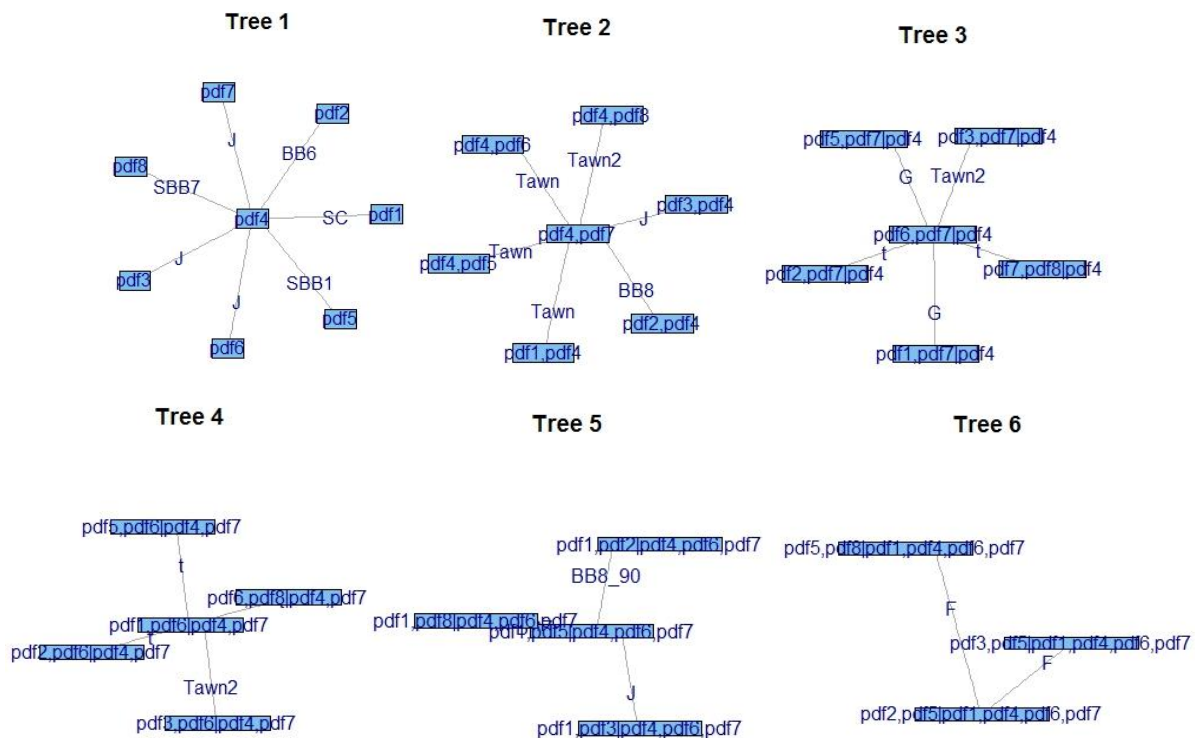 Tree 1
Tree 2
Tree 3
pdf7
pdf2
J
BB6
pdf8
SBB7
pdf4
SC
pdf1
J
SBB1
pdf3
J
pdf5
pdf6
pdf4,pdf8
pdf4,pdf6
Tawn2
Tawn
pdf3,pdf4
J
pdf4,pdf7
Tawn
pdf4,pdf5
BB8
Tawn
pdf2,pdf4
pdf1,pdf4
pdf5,pdf7|pdf4
pdf3,pdf7|pdf4
G
Tawn2
pdf6,pdf7|pdf4
t
t
pdf2,pdf7|pdf4
pdf7,pdf8|pdf4
G
pdf1,pdf7|pdf4
Tree 4
Tree 5
Tree 6
pdf5,pdf6|pdf4,pdf7
t
pdf6,pdf8|pdf4,pdf7
pdf1,pdf6|pdf4,pdf7
t
pdf2,pdf6|pdf4,pdf7
Tawn2
pdf3,pdf6|pdf4,pdf7
pdf1,pdf2|pdf4,pdf6,pdf7
BB8_90
pdf1,pdf8|pdf4,pdf6,pdf7
pdf1,pdf5|pdf4,pdf6,pdf7
J
pdf1,pdf3|pdf4,pdf6,pdf7
pdf5,pdf8|pdf1,pdf4,pdf6,pdf7
F
pdf3,pdf5|pdf1,pdf4,pdf6,pdf7
F
pdf2,pdf5|pdf1,pdf4,pdf6,pdf7